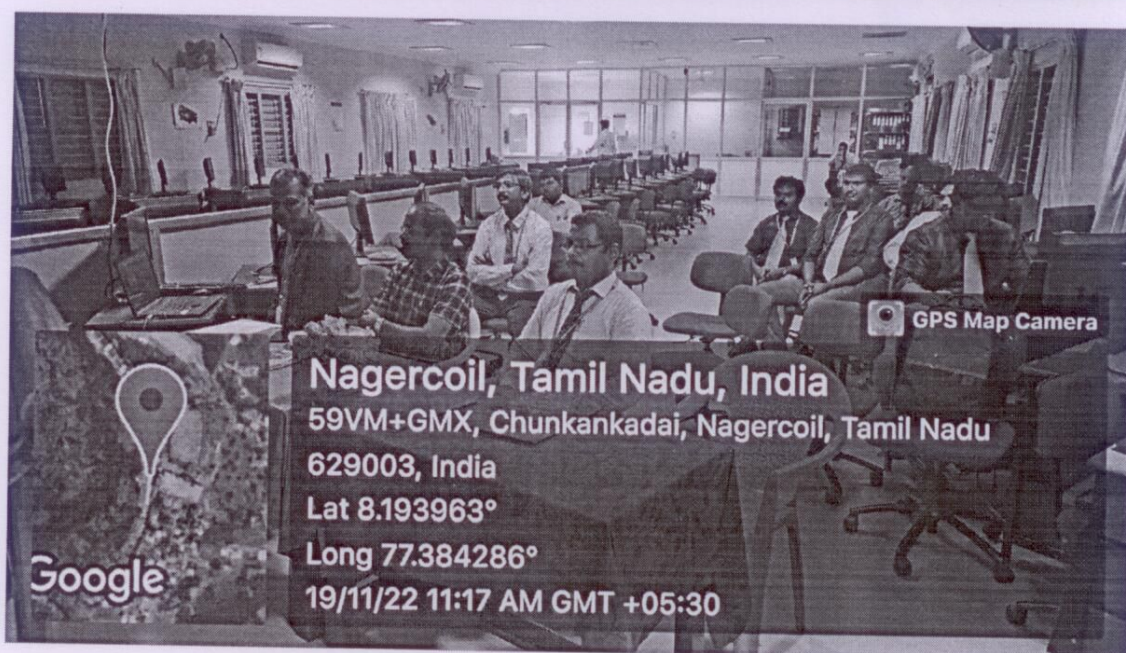 GPS Map Camera
Nagercoil, Tamil Nadu, India
59VM+GMX, Chunkankadai, Nagercoil, Tamil Nadu
629003, India
Lat 8.193963°
Long 77.384286°
19/11/22 11:17 AM GMT +05:30
Google